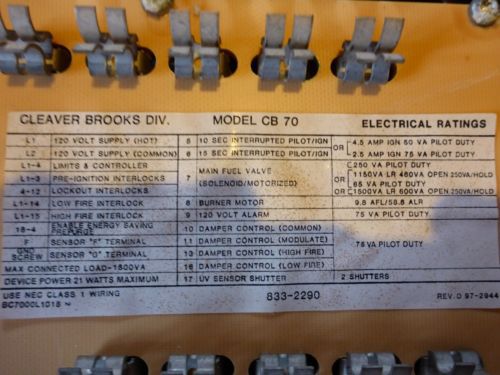 CLEAVER BROOKS DIV. MODEL CB 70 ELECTRICAL RATINGS
L1 120 VOLT SUPPLY (HOT) 5 10 SEC INTERRUPTED PILOT/IGN OR 4.5 AMP IGN 50 VA PILOT DUTY
L2 120 VOLT SUPPLY (COMMON) 6 15 SEC INTERRUPTED PILOT/IGN 2.5 AMP IGN 75 VA PILOT DUTY
L1-4 LIMITS & CONTROLLER 7 MAIN FUEL VALVE (SOLENOID/MOTORIZED) OR 250 VA PILOT DUTY
L1-3 PRE-IGNITION INTERLOCKS 1150VA LR 460VA OPEN 250VA/HOLD
65 VA PILOT DUTY
4-12 LOCKOUT INTERLOCKS OR 1500VA LR 600VA OPEN 250VA/HOLD
L1-14 LOW FIRE INTERLOCK 8 BURNER MOTOR 9.8 AFL/58.8 ALR
L1-15 HIGH FIRE INTERLOCK 9 120 VOLT ALARM 75 VA PILOT DUTY
16-4 ENABLE ENERGY SAVING PREPURGE 10 DAMPER CONTROL (COMMON) 75 VA PILOT DUTY
F SENSOR "F" TERMINAL 11 DAMPER CONTROL (MODULATE)
GND SCREW SENSOR "G" TERMINAL 13 DAMPER CONTROL (HIGH FIRE)
MAX CONNECTED LOAD-1800VA 16 DAMPER CONTROL (LOW FIRE)
DEVICE POWER 21 WATTS MAXIMUM 17 UV SENSOR SHUTTER 2 SHUTTERS
USE NEC CLASS 1 WIRING 833-2290 REV.D 97-2944
BC7000L1018